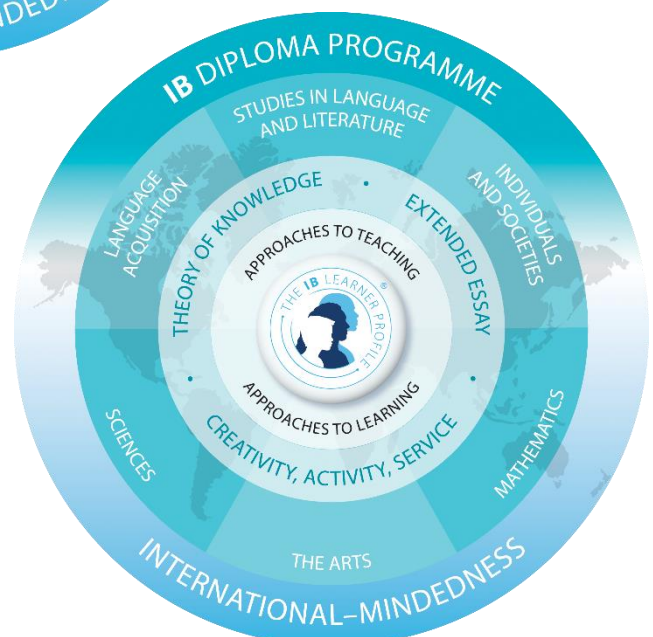 NDEDN
IB DIPLOMA PROGRAMME
STUDIES IN LANGUAGE
AND LITERATURE
LANGUAGE
ACQUISITION
INDIVIDUALS
AND SOCIETIES
THEORY OF KNOWLEDGE
•
EXTENDED ESSAY
APPROACHES TO TEACHING
THE IB LEARNER PROFILE ®
APPROACHES TO LEARNING
•
CREATIVITY, ACTIVITY, SERVICE
•
SCIENCES
MATHEMATICS
THE ARTS
INTERNATIONAL–MINDEDNESS